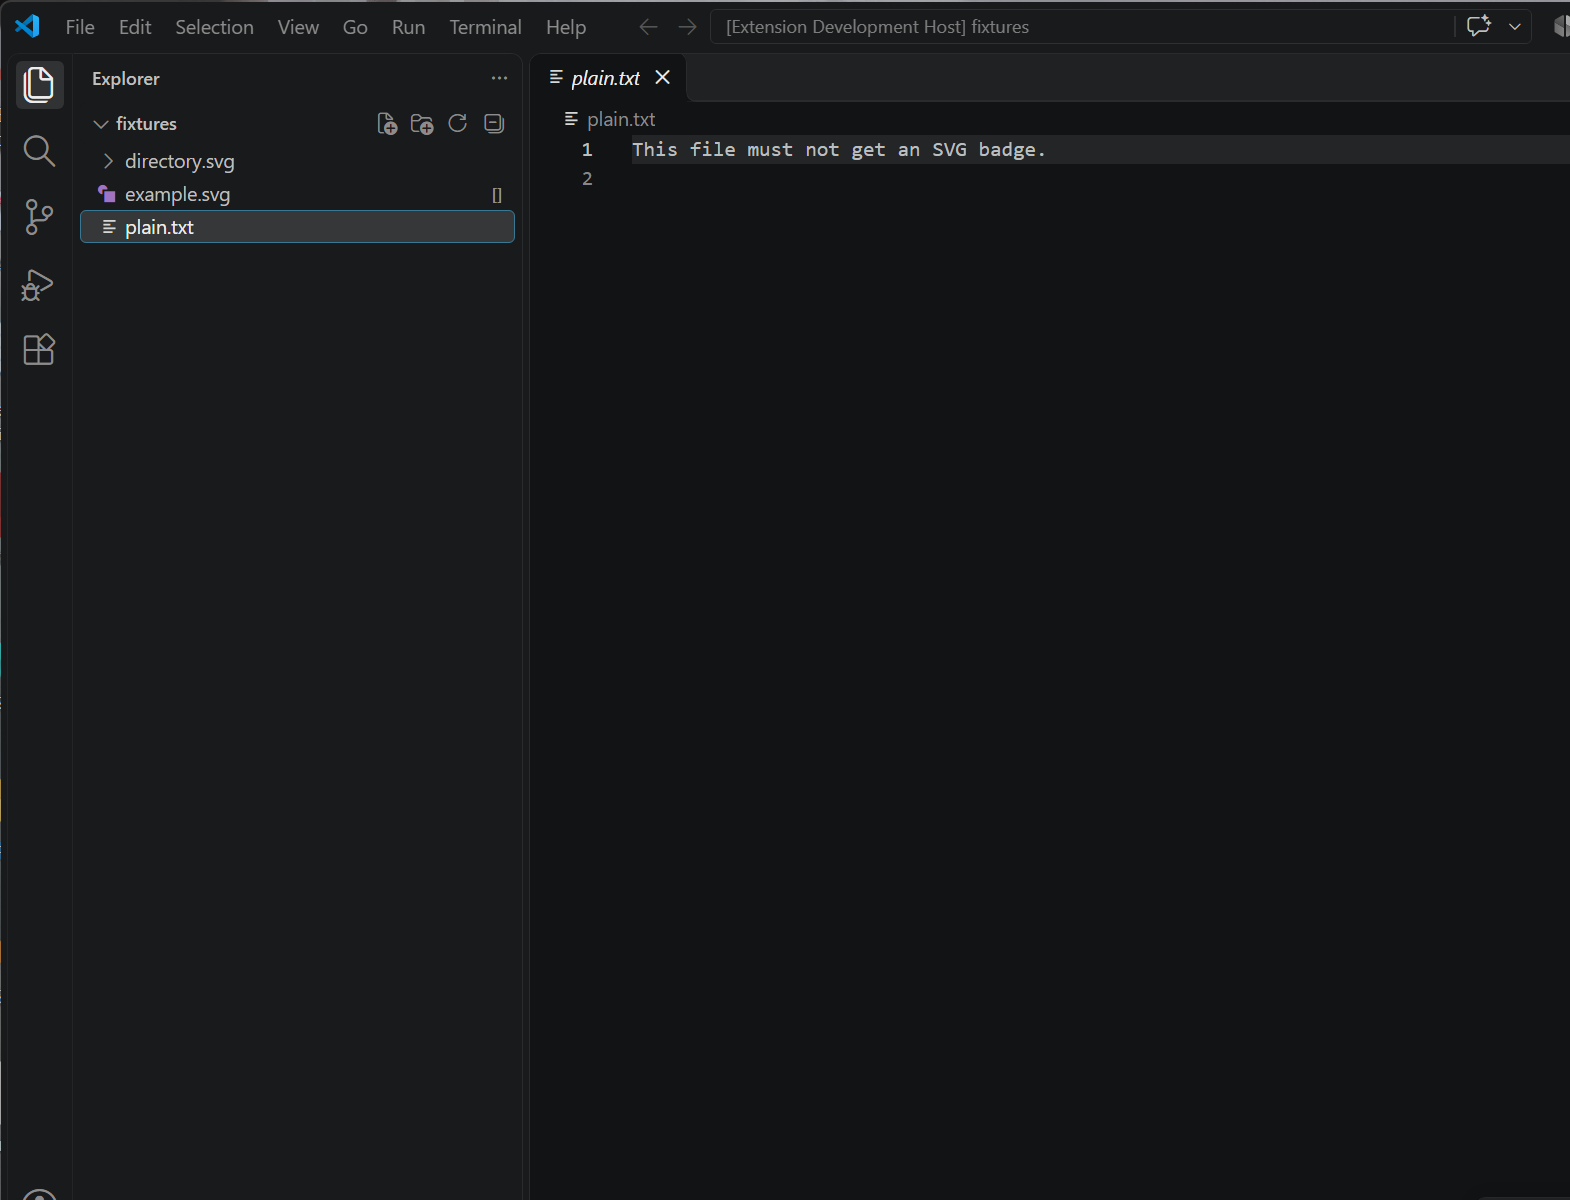 File Edit Selection View Go Run Terminal Help [Extension Development Host] fixtures
Explorer
fixtures
directory.svg
example.svg []
plain.txt
plain.txt
plain.txt
1 This file must not get an SVG badge.
2